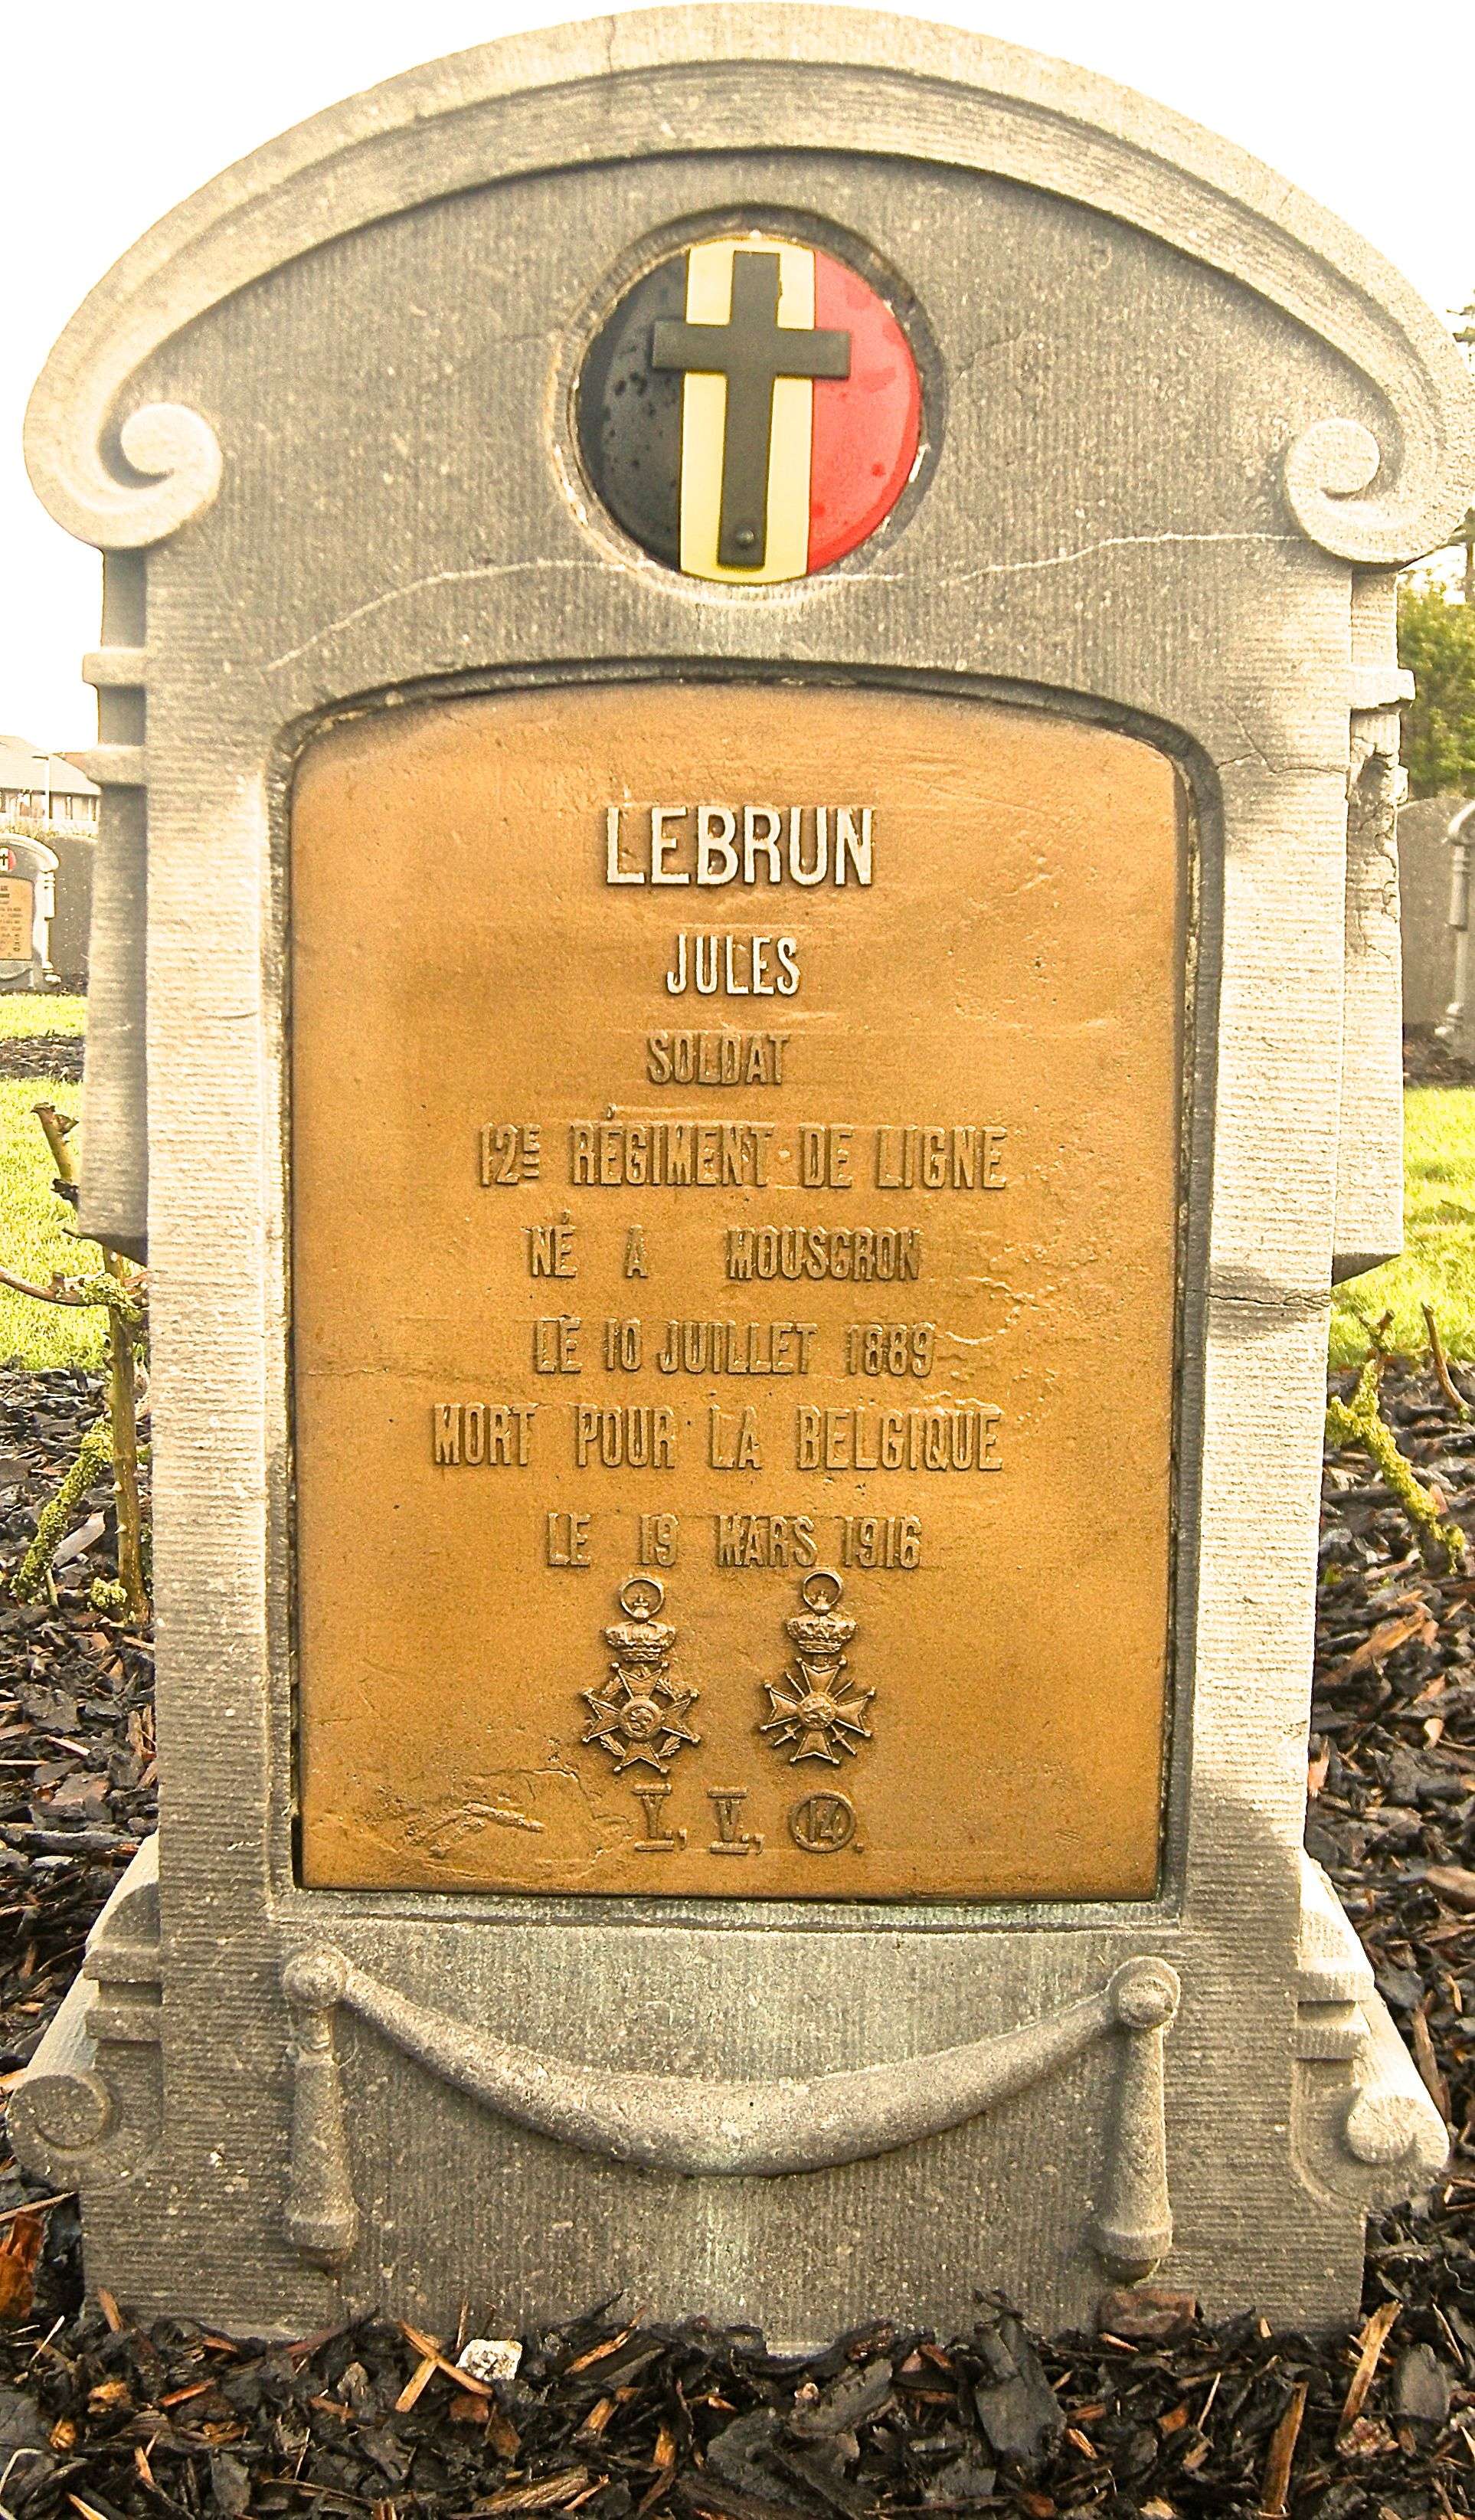 LEBRUN
JULES
SOLDAT
12E RÉGIMENT DE LIGNE
NÉ A MOUSCRON
LE 10 JUILLET 1889
MORT POUR LA BELGIQUE
LE 19 MARS 1916
I, V,